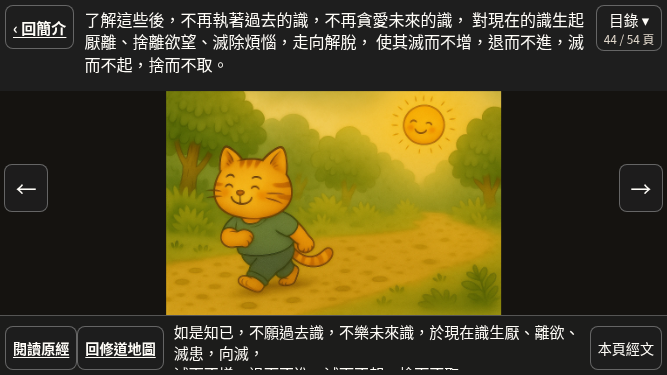 ‹ 回簡介
了解這些後，不再執著過去的識，不再貪愛未來的識， 對現在的識生起
厭離、捨離欲望、滅除煩惱，走向解脫， 使其滅而不增，退而不進，滅
而不起，捨而不取。
目錄 ▾
44 / 54 頁
←
→
閱讀原經
回修道地圖
如是知已，不願過去識，不樂未來識，於現在識生厭、離欲、
滅患，向滅，
本頁經文